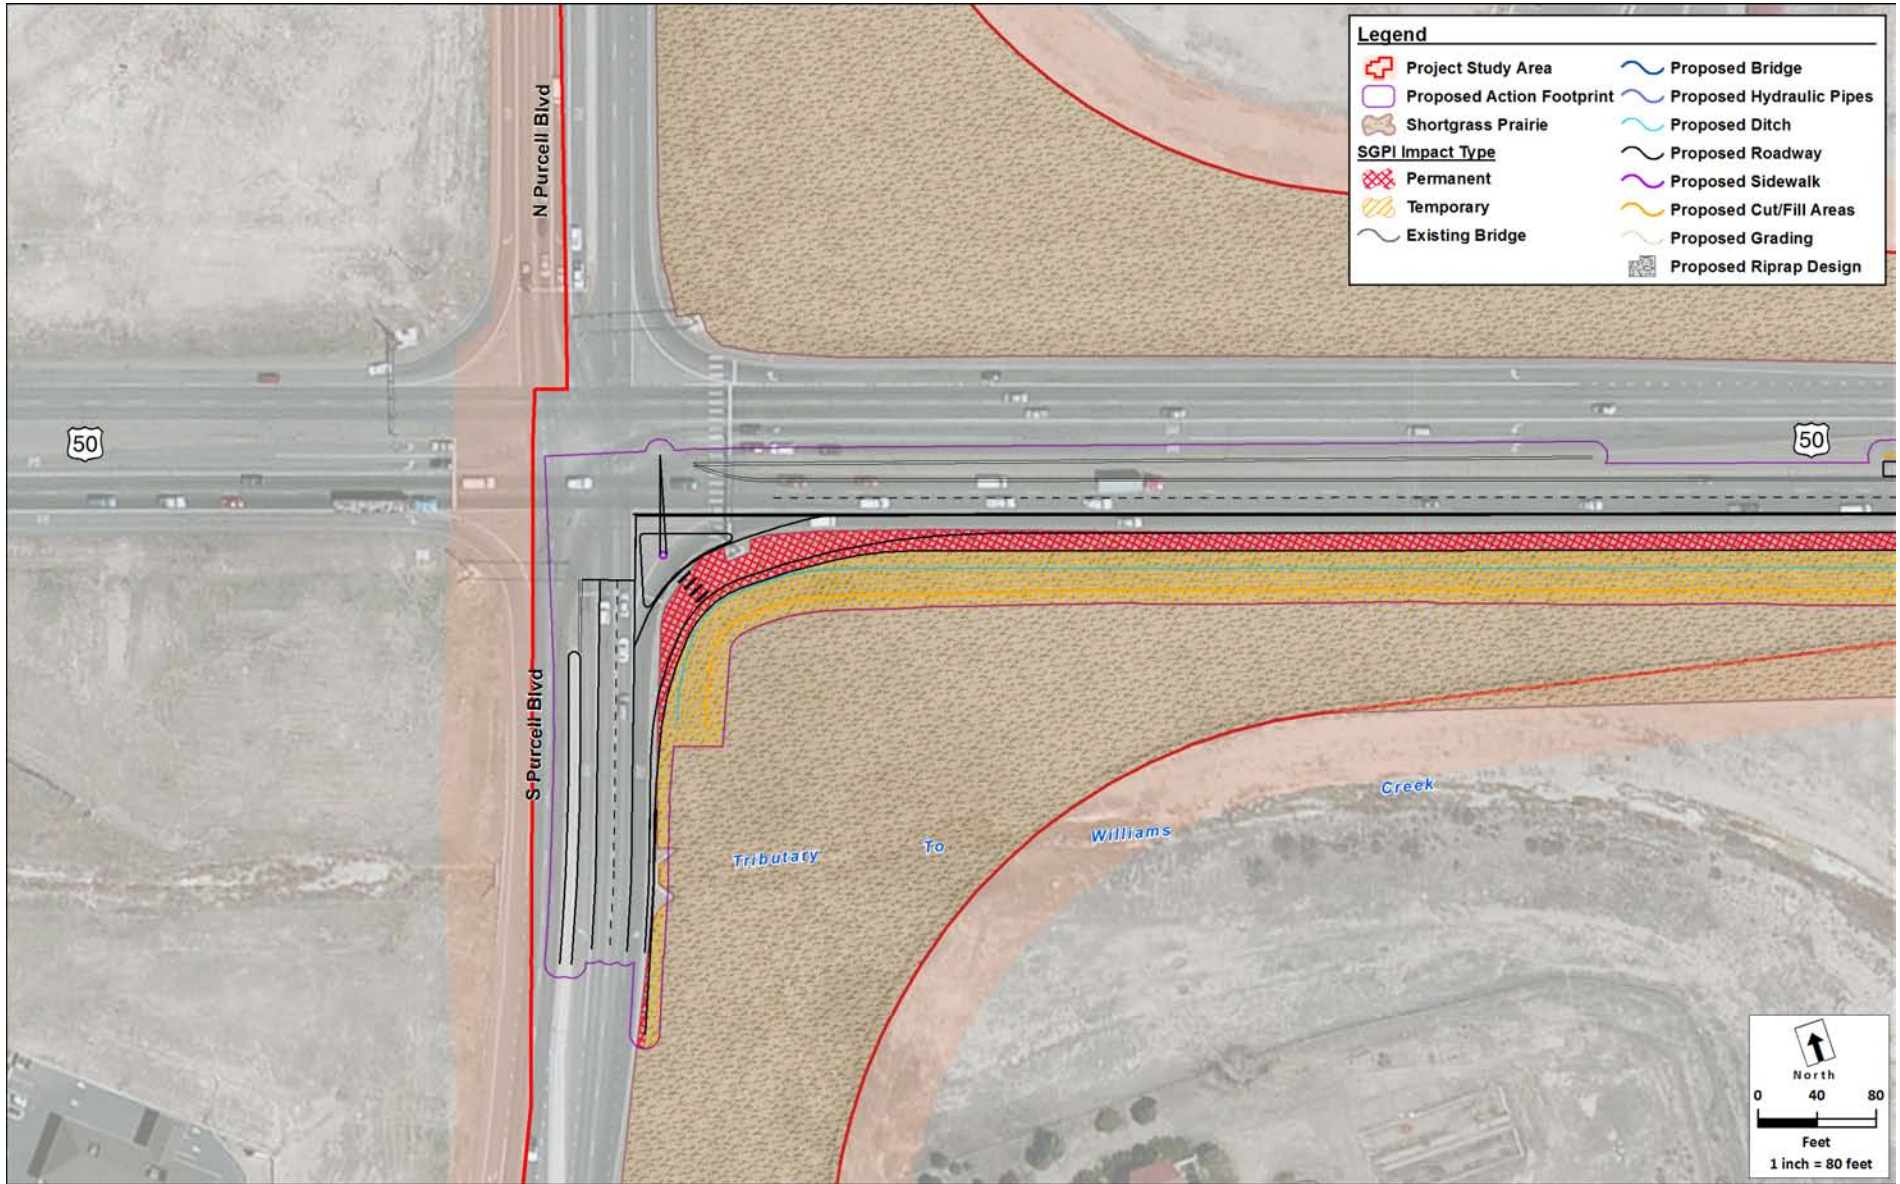 Legend
Project Study Area
Proposed Action Footprint
Shortgrass Prairie
SGPI Impact Type
Permanent
Temporary
Existing Bridge
Proposed Bridge
Proposed Hydraulic Pipes
Proposed Ditch
Proposed Roadway
Proposed Sidewalk
Proposed Cut/Fill Areas
Proposed Grading
Proposed Riprap Design
N Purcell Blvd
50
50
S Purcell Blvd
Tributary To Williams Creek
North
0 40 80
Feet
1 inch = 80 feet